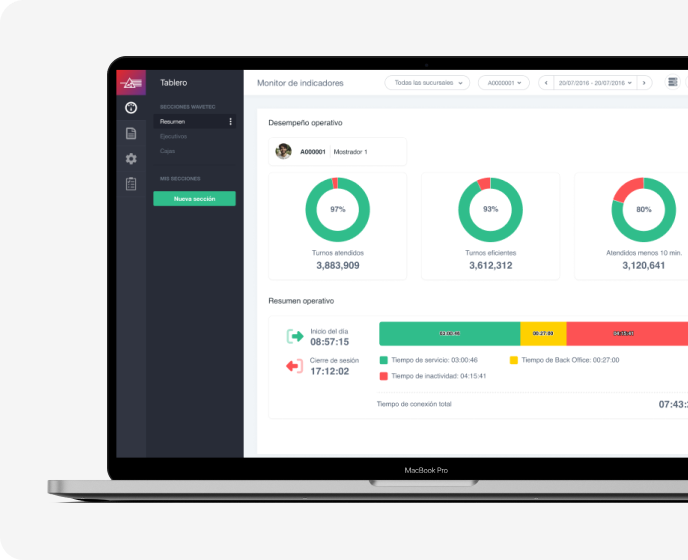 Tablero
Monitor de indicadores
Todas las sucursales
A0000001
20/07/2016 - 20/07/2016
SECCIONES WAVETEC.
Resumen
Ejecutivos
Cajas
MIS SECCIONES
Nueva sección
Desempeño operativo
A000001 Mostrador 1
97%
93%
80%
Turnos atendidos
3,883,909
Turnos eficientes
3,612,312
Atendidos menos 10 min.
3,120,641
Resumen operativo
Inicio del día
08:57:15
Cierre de sesión
17:12:02
03:00:46
00:27:00
04:15:41
Tiempo de servicio: 03:00:46
Tiempo de Back Office: 00:27:00
Tiempo de inactividad: 04:15:41
Tiempo de conexión total
07:43:
MacBook Pro